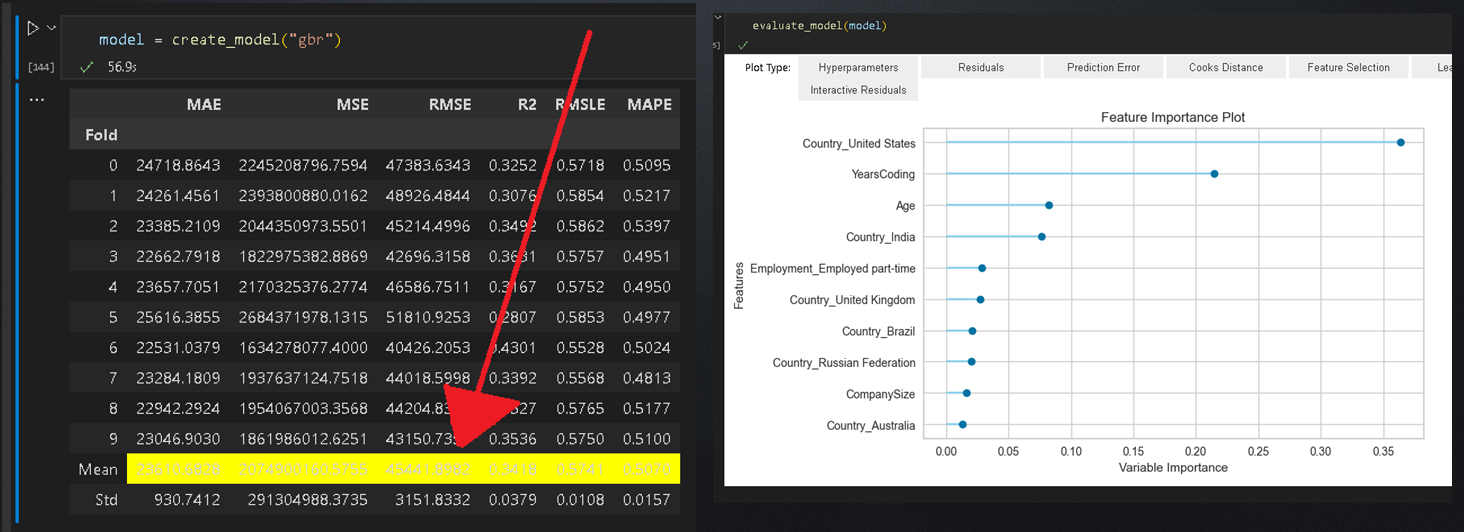 model = create_model("gbr")
[144]
56.9s
...
MAE MSE RMSE R2 RMSLE MAPE
Fold
0 24718.8643 2245208796.7594 47383.6343 0.3252 0.5718 0.5095
1 24261.4561 2393800880.0162 48926.4844 0.3076 0.5854 0.5217
2 23385.2109 2044350973.5501 45214.4996 0.3492 0.5862 0.5397
3 22662.7918 1822975382.8869 42696.3158 0.3631 0.5757 0.4951
4 23657.7051 2170325376.2774 46586.7511 0.3167 0.5752 0.4950
5 25616.3855 2684371978.1315 51810.9253 0.2807 0.5853 0.4977
6 22531.0379 1634278077.4000 40426.2053 0.4301 0.5528 0.5024
7 23284.1809 1937637124.7518 44018.5998 0.3392 0.5568 0.4813
8 22942.2924 1954067003.3568 0.5765 0.5177
9 23046.9030 1861986012.6251 0.3536 0.5750 0.5100
Mean 23610.6828 2074900160.5755 45441.8982 0.3418 0.5741 0.5070
Std 930.7412 291304988.3735 3151.8332 0.0379 0.0108 0.0157
evaluate_model(model)
Plot Type: Hyperparameters Residuals Prediction Error Cooks Distance Feature Selection Lea
Interactive Residuals
Feature Importance Plot
Features
Country_United States
YearsCoding
Age
Country_India
Employment_Employed part-time
Country_United Kingdom
Country_Brazil
Country_Russian Federation
CompanySize
Country_Australia
0.00 0.05 0.10 0.15 0.20 0.25 0.30 0.35
Variable Importance